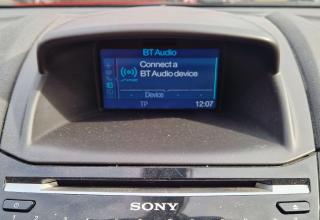 BT Audio
Connect a
BT Audio device
Device
TP
12:07
SONY